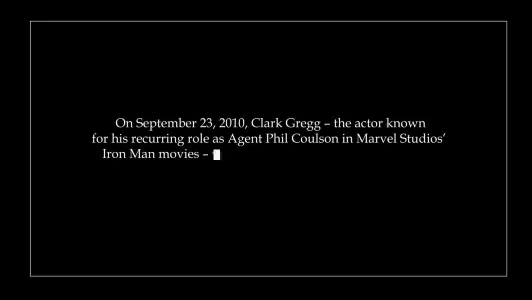 On September 23, 2010, Clark Gregg – the actor known
for his recurring role as Agent Phil Coulson in Marvel Studios’
Iron Man movies –